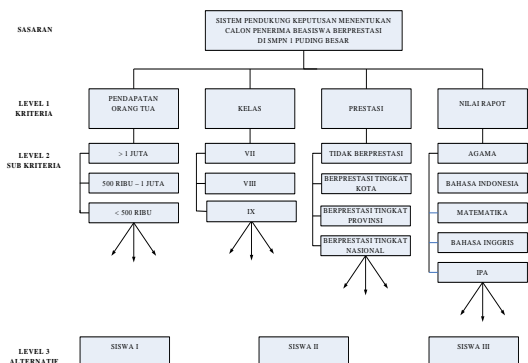 SASARAN
SISTEM PENDUKUNG KEPUTUSAN MENENTUKAN
CALON PENERIMA BEASISWA BERPRESTASI
DI SMPN 1 PUDING BESAR
LEVEL 1
KRITERIA
PENDAPATAN
ORANG TUA
KELAS
PRESTASI
NILAI RAPOT
LEVEL 2
SUB KRITERIA
> 1 JUTA
500 RIBU – 1 JUTA
< 500 RIBU
VII
VIII
IX
TIDAK BERPRESTASI
BERPRESTASI TINGKAT
KOTA
BERPRESTASI TINGKAT
PROVINSI
BERPRESTASI TINGKAT
NASIONAL
AGAMA
BAHASA INDONESIA
MATEMATIKA
BAHASA INGGRIS
IPA
LEVEL 3
ALTERNATIF
SISWA I
SISWA II
SISWA III